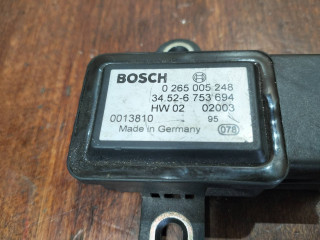 BOSCH
0 265 005 248
34.52-6 753 694
HW 02 02003
0013810 95
Made in Germany 078